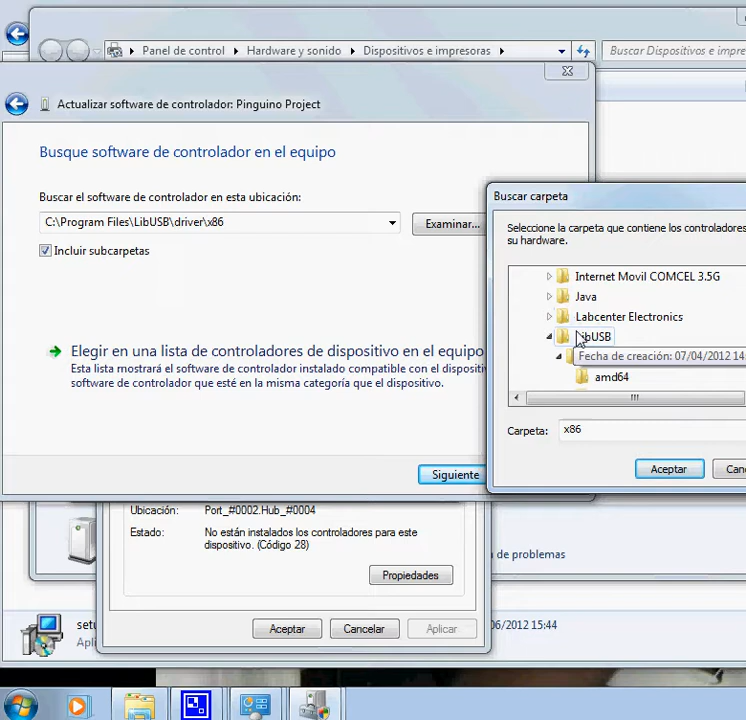 Panel de control
Hardware y sonido
Dispositivos e impresoras
Buscar Dispositivos e impre
Actualizar software de controlador: Pinguino Project
Busque software de controlador en el equipo
Buscar el software de controlador en esta ubicación:
C:\Program Files\LibUSB\driver\x86
Examinar...
Incluir subcarpetas
Elegir en una lista de controladores de dispositivo en el equipo
Esta lista mostrará el software de controlador instalado compatible con el dispositiv
software de controlador que esté en la misma categoría que el dispositivo.
Siguiente
Buscar carpeta
Seleccione la carpeta que contiene los controladores
su hardware.
Internet Movil COMCEL 3.5G
Java
Labcenter Electronics
LibUSB
Fecha de creación: 07/04/2012 14
amd64
Carpeta:
x86
Aceptar
Canc
Ubicación:
Port_#0002.Hub_#0004
Estado:
No están instalados los controladores para este
dispositivo. (Código 28)
Propiedades
Aceptar
Cancelar
Aplicar
de problemas
setu
Apli
06/2012 15:44